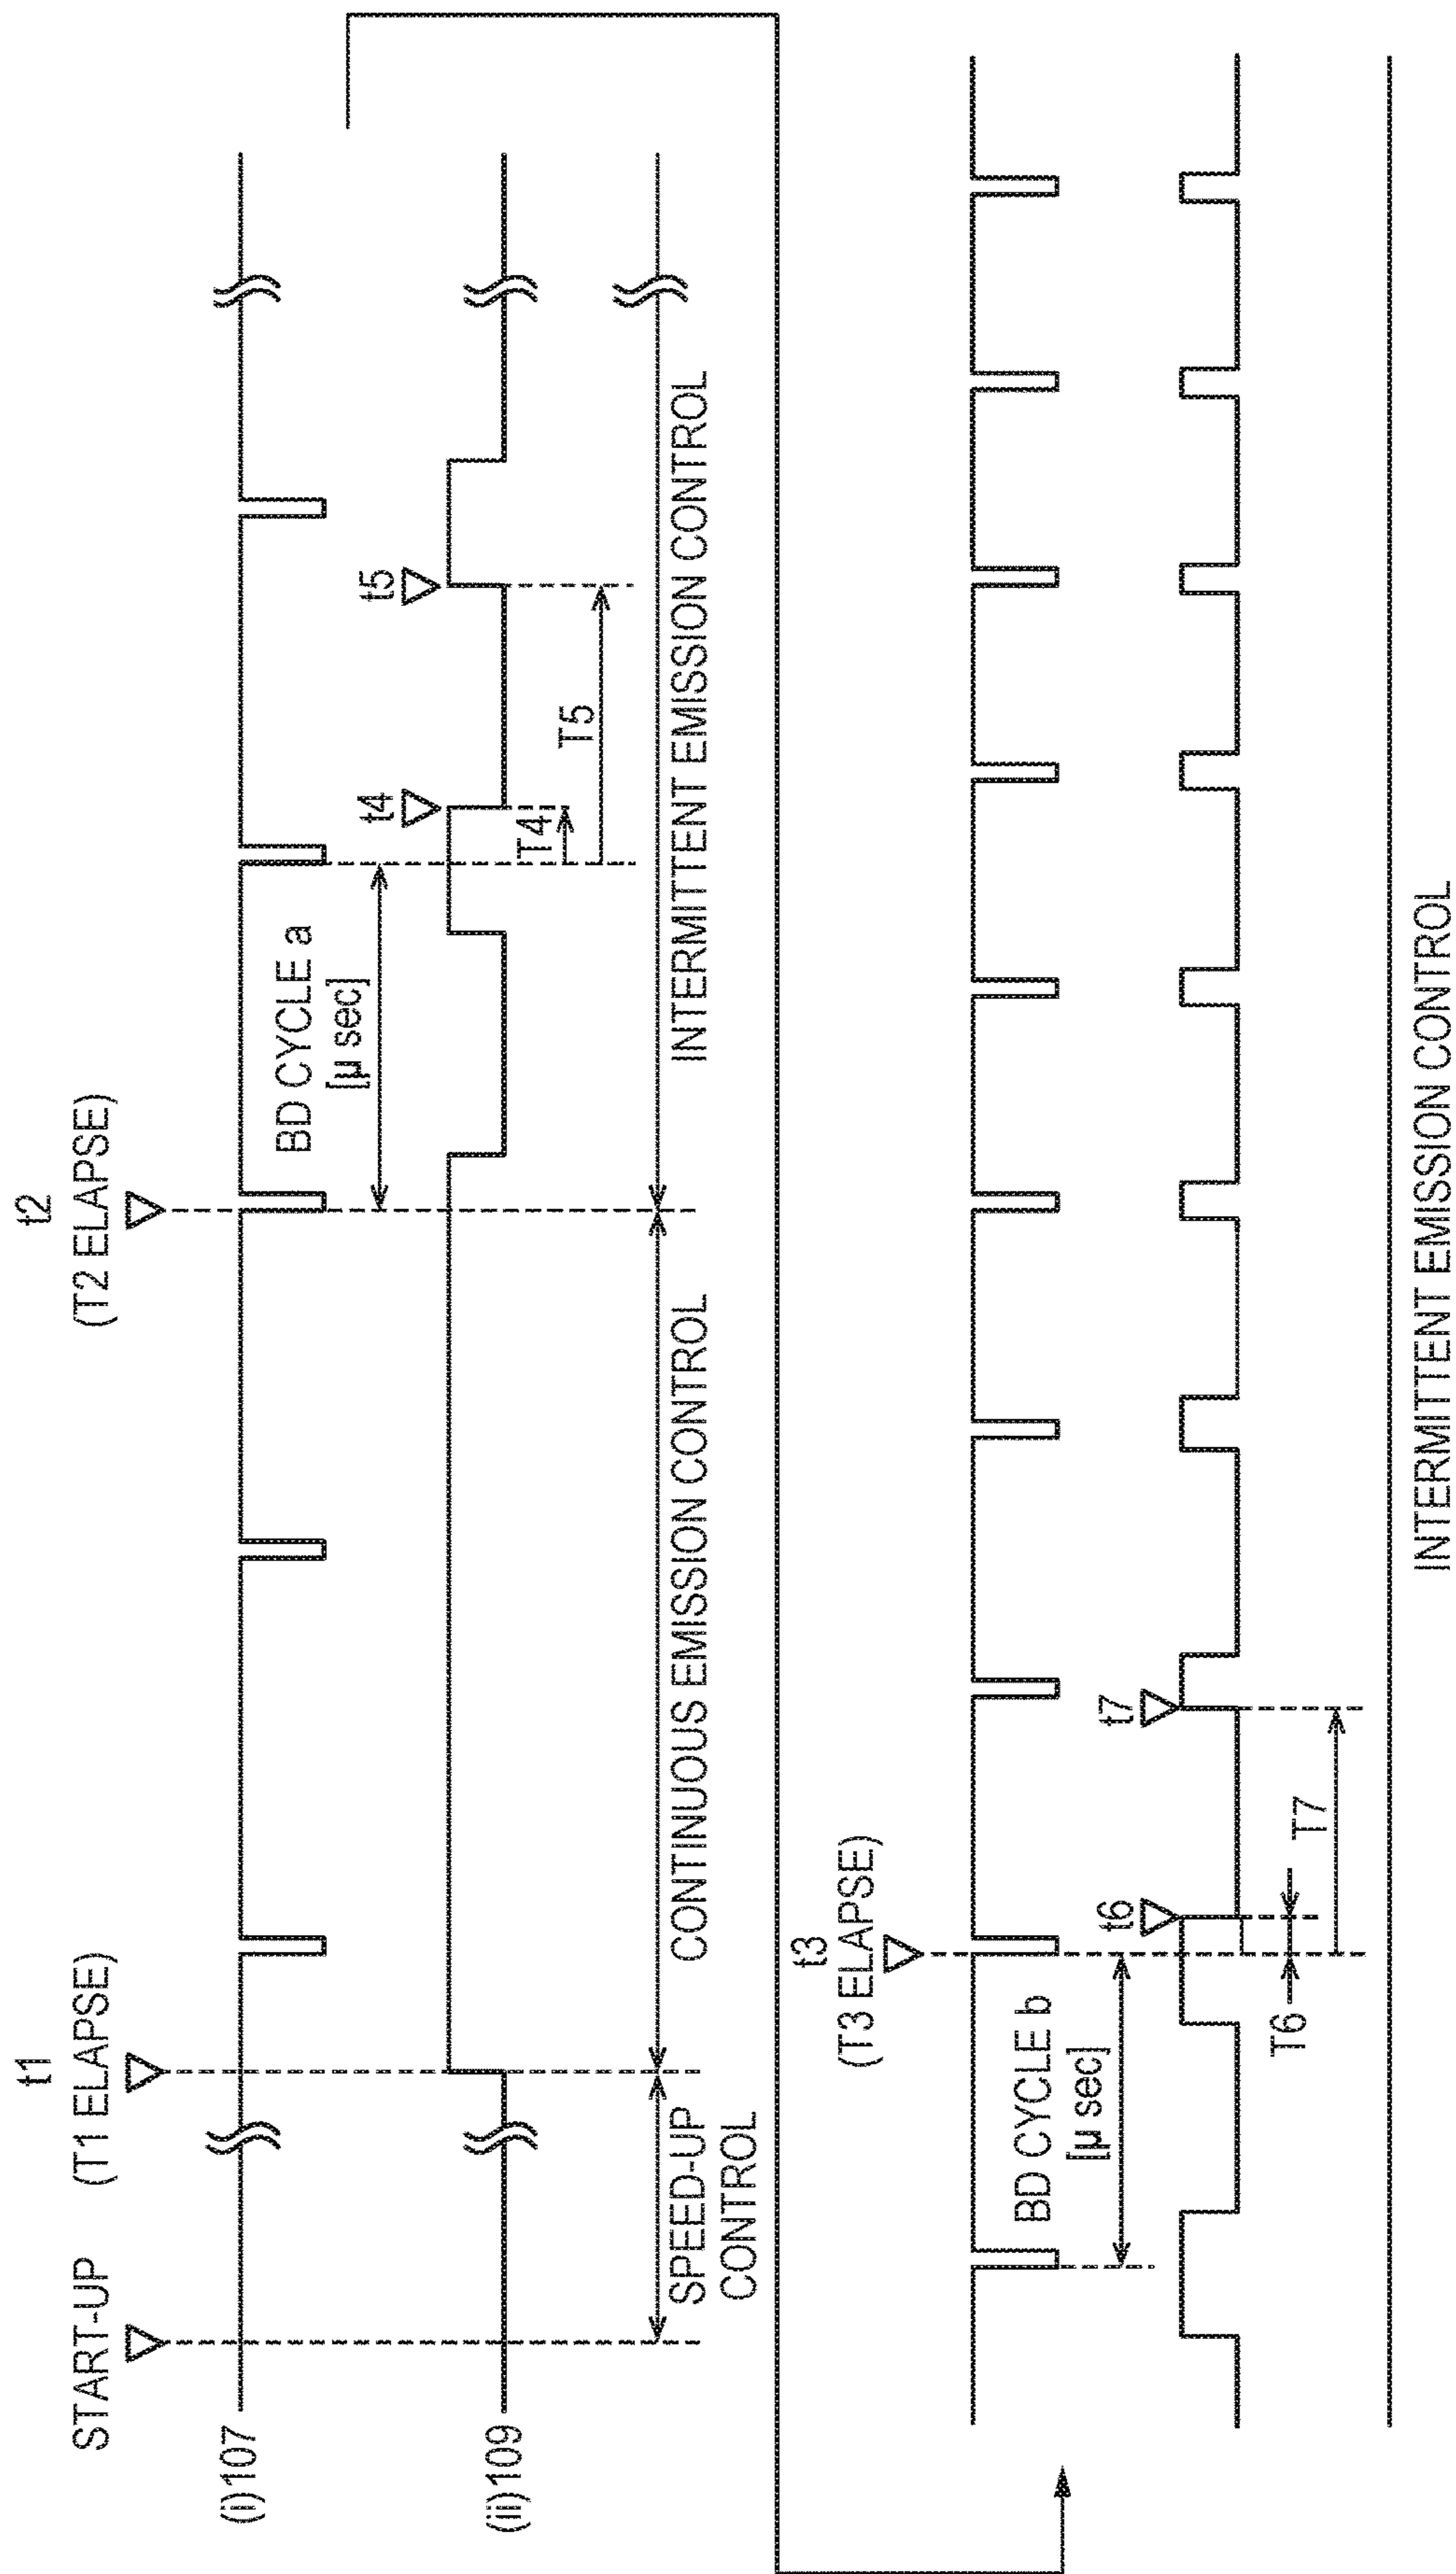 START-UP
t1
(T1 ELAPSE)
t2
(T2 ELAPSE)
(i)107
BD CYCLE a
[µ sec]
t4
t5
(ii)109
T4
T5
SPEED-UP
CONTROL
CONTINUOUS EMISSION CONTROL
INTERMITTENT EMISSION CONTROL
t3
(T3 ELAPSE)
BD CYCLE b
[µ sec]
t6
t7
T6
T7
INTERMITTENT EMISSION CONTROL